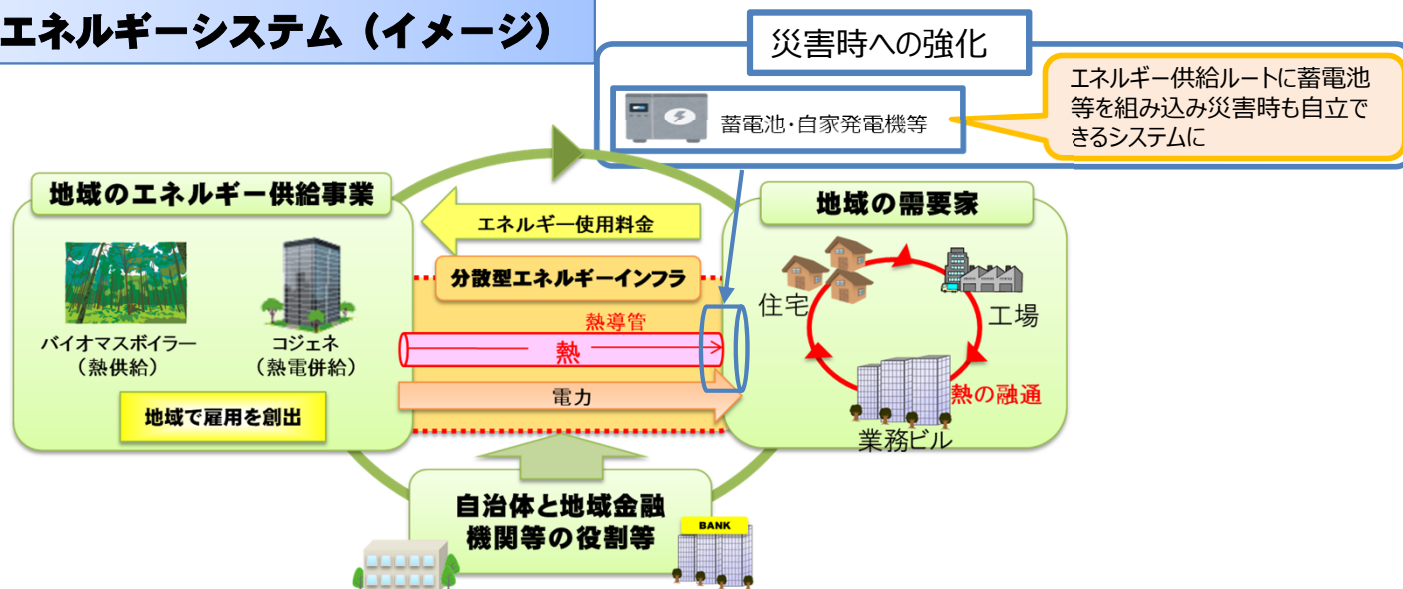 エネルギーシステム（イメージ）
災害時への強化
蓄電池・自家発電機等
エネルギー供給ルートに蓄電池
等を組み込み災害時も自立で
きるシステムに
地域のエネルギー供給事業
バイオマスボイラー
（熱供給）
コジェネ
（熱電併給）
地域で雇用を創出
エネルギー使用料金
分散型エネルギーインフラ
熱導管
熱
電力
地域の需要家
住宅
工場
熱の融通
業務ビル
自治体と地域金融
機関等の役割等
BANK